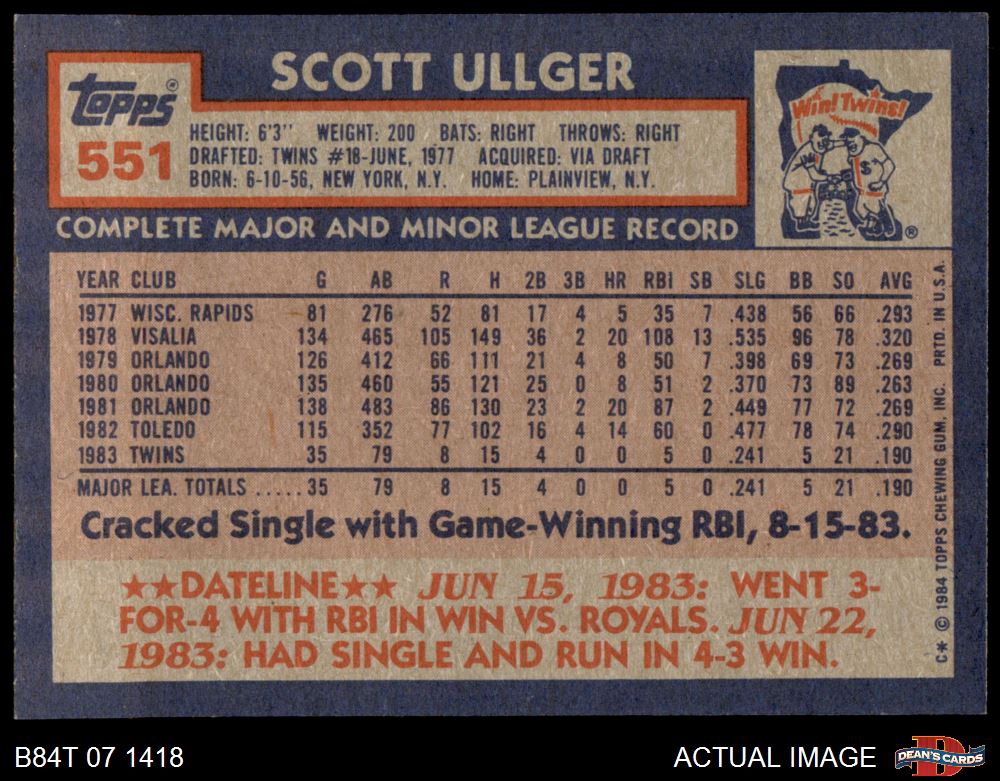 SCOTT ULLGER
Topps®
551
HEIGHT: 6'3" WEIGHT: 200 BATS: RIGHT THROWS: RIGHT
DRAFTED: TWINS #18-JUNE, 1977 ACQUIRED: VIA DRAFT
BORN: 6-10-56, NEW YORK, N.Y. HOME: PLAINVIEW, N.Y.
Win! Twins!
®
COMPLETE MAJOR AND MINOR LEAGUE RECORD
YEAR CLUB G AB R H 2B 3B HR RBI SB SLG BB SO AVG
1977 WISC. RAPIDS 81 276 52 81 17 4 5 35 7 .438 56 66 .293
1978 VISALIA 134 465 105 149 36 2 20 108 13 .535 96 78 .320
1979 ORLANDO 126 412 66 111 21 4 8 50 7 .398 69 73 .269
1980 ORLANDO 135 460 55 121 25 0 8 51 2 .370 73 89 .263
1981 ORLANDO 138 483 86 130 23 2 20 87 2 .449 77 72 .269
1982 TOLEDO 115 352 77 102 16 4 14 60 0 .477 78 74 .290
1983 TWINS 35 79 8 15 4 0 0 5 0 .241 5 21 .190
MAJOR LEA. TOTALS .....35 79 8 15 4 0 0 5 0 .241 5 21 .190
Cracked Single with Game-Winning RBI, 8-15-83.
★★DATELINE★★ JUN 15, 1983: WENT 3-
FOR-4 WITH RBI IN WIN VS. ROYALS. JUN 22,
1983: HAD SINGLE AND RUN IN 4-3 WIN.
C* © 1984 TOPPS CHEWING GUM, INC. PRTD. IN U.S.A.
B84T 07 1418
ACTUAL IMAGE
DEAN'S CARDS